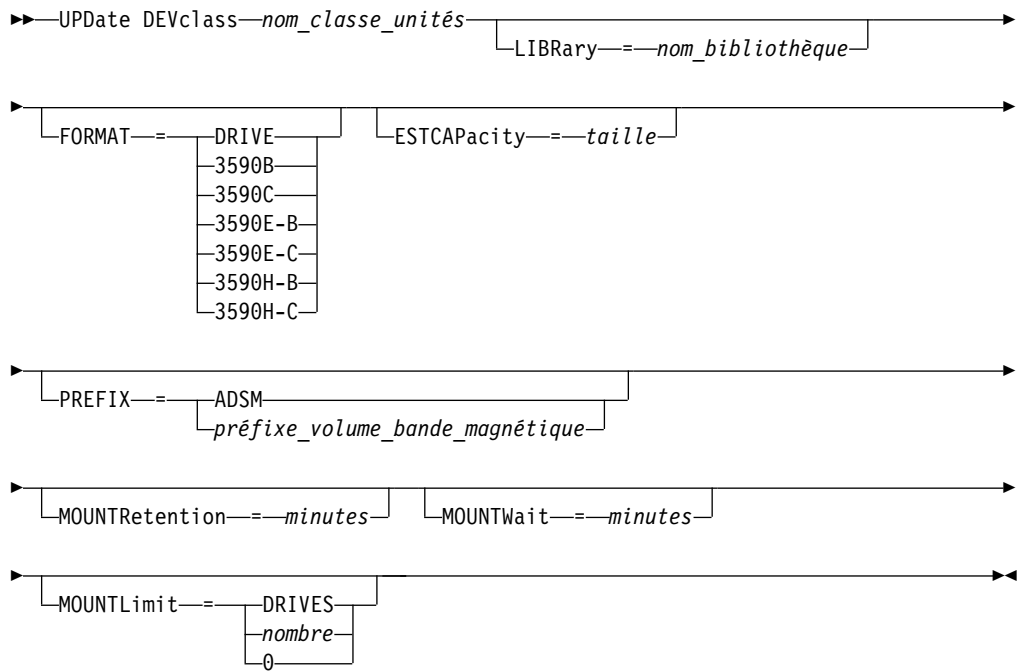 UPDate DEVclass nom_classe_unités
LIBRary = nom_bibliothèque
FORMAT = DRIVE
3590B
3590C
3590E-B
3590E-C
3590H-B
3590H-C
ESTCAPacity = taille
PREFIX = ADSM
préfixe_volume_bande_magnétique
MOUNTRetention = minutes
MOUNTWait = minutes
MOUNTLimit = DRIVES
nombre
0